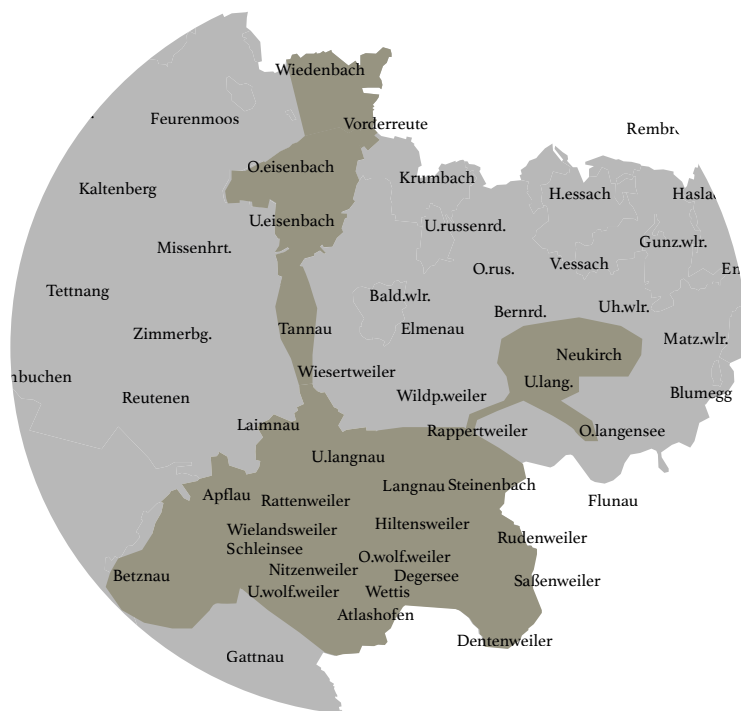 Wiedenbach
Feurenmoos
Vorderreute
O.eisenbach
Krumbach
Kaltenberg
H.essach
U.eisenbach
U.russenrd.
Missenhrt.
Gunz.wlr.
O.rus.
V.essach
Tettnang
Bald.wlr.
Bernrd.
Uh.wlr.
Tannau
Elmenau
Zimmerbg.
Matz.wlr.
Neukirch
Wiesertweiler
U.lang.
Reutenen
Wildp.weiler
Blumegg
Laimnau
Rappertweiler
O.langensee
U.langnau
Langnau
Steinenbach
Apflau
Rattenweiler
Flunau
Wielandsweiler
Hiltensweiler
Rudenweiler
Schleinsee
O.wolf.weiler
Betznau
Nitzenweiler
Degersee
Saßenweiler
U.wolf.weiler
Wettis
Atlashofen
Dentenweiler
Gattnau